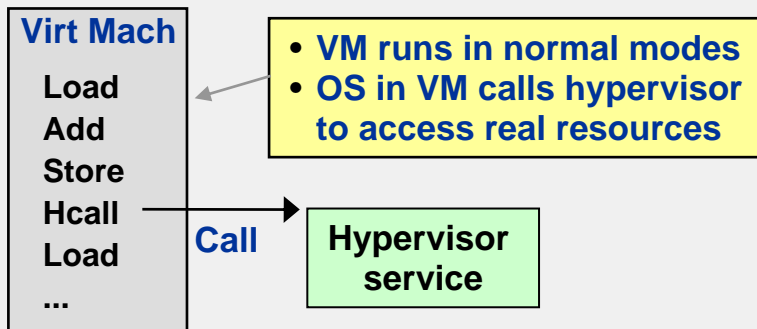 Virt Mach
Load
Add
Store
Hcall
Load
...
• VM runs in normal modes
• OS in VM calls hypervisor
to access real resources
Call
Hypervisor
service